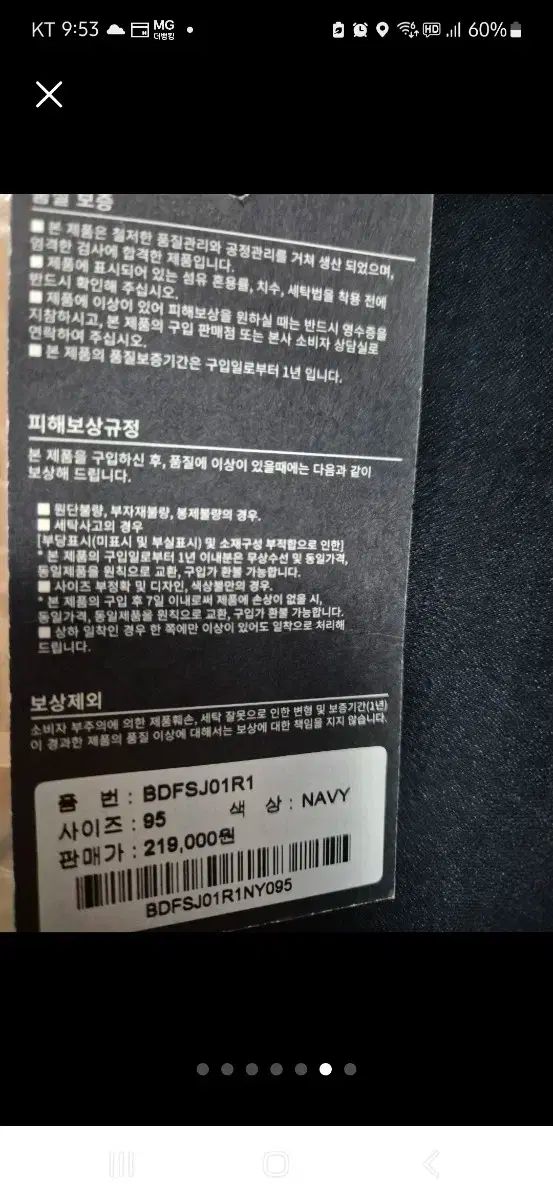 KT 9:53 MG 더뱅킹 HD 60%
품질 보증
■ 본 제품은 철저한 품질관리와 공정관리를 거쳐 생산 되었으며,
엄격한 검사에 합격한 제품입니다.
■ 제품에 표시되어 있는 섬유 혼용률, 치수, 세탁법을 착용 전에
반드시 확인해 주십시오.
■ 제품에 이상이 있어 피해보상을 원하실 때는 반드시 영수증을
지참하시고, 본 제품의 구입 판매점 또는 본사 소비자 상담실로
연락하여 주십시오.
■ 본 제품의 품질보증기간은 구입일로부터 1년 입니다.
피해보상규정
본 제품을 구입하신 후, 품질에 이상이 있을때에는 다음과 같이
보상해 드립니다.
■ 원단불량, 부자재불량, 봉제불량의 경우.
■ 세탁사고의 경우
[부당표시(미표시 및 부실표시) 및 소재구성 부적합으로 인한]
* 본 제품의 구입일로부터 1년 이내분은 무상수선 및 동일가격,
동일제품을 원칙으로 교환, 구입가 환불 가능합니다.
■ 사이즈 부정확 및 디자인, 색상불만의 경우.
* 본 제품의 구입 후 7일 이내로써 제품에 손상이 없을 시,
동일가격, 동일제품을 원칙으로 교환, 구입가 환불 가능합니다.
■ 상하 일착인 경우 한 쪽에만 이상이 있어도 일착으로 처리해
드립니다.
보상제외
소비자 부주의에 의한 제품훼손, 세탁 잘못으로 인한 변형 및 보증기간(1년)
이 경과한 제품의 품질 이상에 대해서는 보상에 대한 책임을 지지 않습니다.
품 번 : BDFSJ01R1
사이즈 : 95 색 상 : NAVY
판매가 : 219,000원
BDFSJ01R1NY095